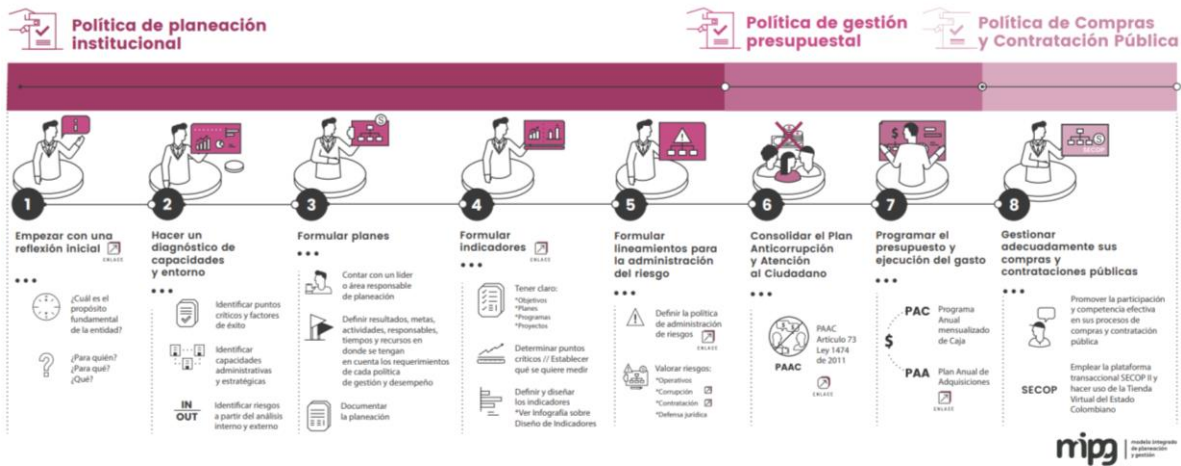 Política de planeación
institucional
Política de gestión
presupuestal
Política de Compras
y Contratación Pública
1
Empezar con una
reflexión inicial
ENLACE
¿Cuál es el
propósito
fundamental
de la entidad?
¿Para quién?
¿Para qué?
¿Qué?
2
Hacer un
diagnóstico de
capacidades
y entorno
Identificar puntos
críticos y factores
de éxito
Identificar
capacidades
administrativas
y estratégicas
IN
OUT
Identificar riesgos
a partir del análisis
interno y externo
3
Formular planes
Contar con un líder
o área responsable
de planeación
Definir resultados, metas,
actividades, responsables,
tiempos y recursos en
donde se tengan
en cuenta los requerimientos
de cada política
de gestión y desempeño
Documentar
la planeación
4
Formular
indicadores
ENLACE
Tener claro:
*Objetivos
*Planes
*Programas
*Proyectos
Determinar puntos
críticos // Establecer
qué se quiere medir
Definir y diseñar
los indicadores
*Ver Infografía sobre
Diseño de Indicadores
5
Formular
lineamientos para
la administración
del riesgo
Definir la política
de administración
de riesgos
ENLACE
Valorar riesgos:
*Operativos
*Corrupción
*Contratación
*Defensa jurídica
6
Consolidar el Plan
Anticorrupción
y Atención
al Ciudadano
PAAC
PAAC
Artículo 73
Ley 1474
de 2011
ENLACE
$
7
Programar el
presupuesto y
ejecución del gasto
PAC
Programa
Anual
mensualizado
de Caja
$
PAA
Plan Anual de
Adquisiciones
ENLACE
SECOP
8
Gestionar
adecuadamente sus
compras y
contrataciones públicas
Promover la participación
y competencia efectiva
en sus procesos de
compras y contratación
pública
SECOP
Emplear la plataforma
transaccional SECOP II y
hacer uso de la Tienda
Virtual del Estado
Colombiano
mipg
modelo integrado
de planeación
y gestión